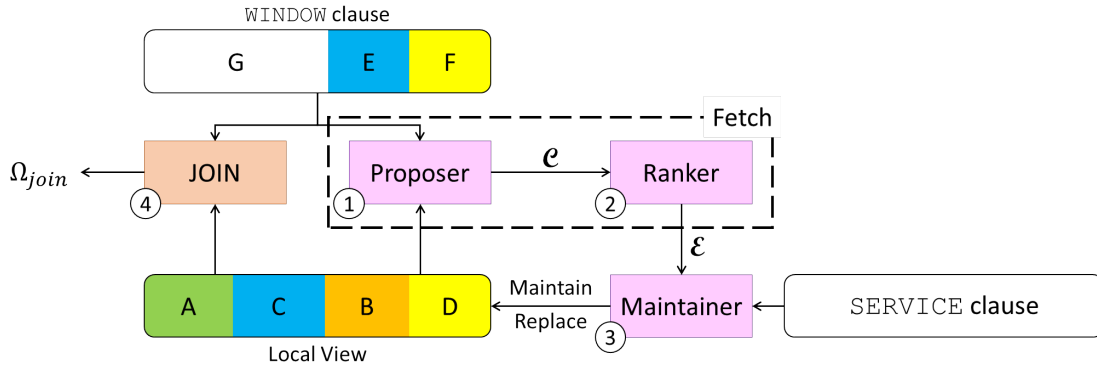 WINDOW clause
G E F
Fetch
Ω_join
JOIN
4
Proposer
1
𝓒
Ranker
2
𝓔
A C B D
Local View
Maintain
Replace
Maintainer
3
SERVICE clause